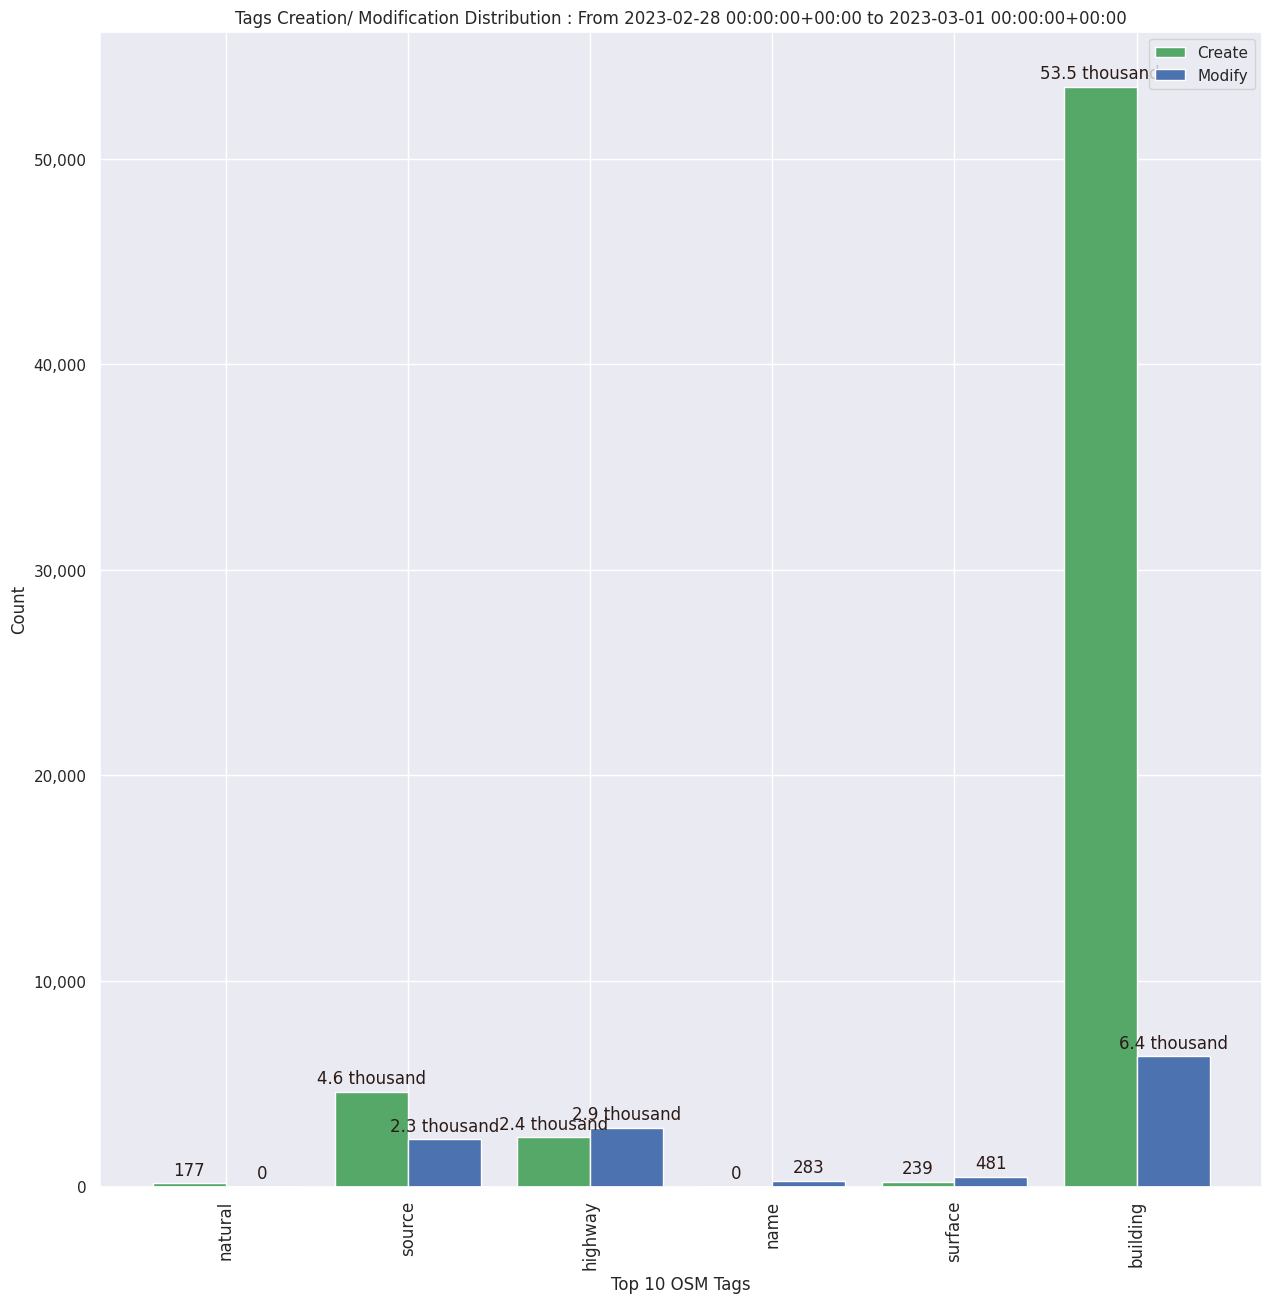 Tags Creation/ Modification Distribution : From 2023-02-28 00:00:00+00:00 to 2023-03-01 00:00:00+00:00
Create
Modify
53.5 thousand
50,000
40,000
30,000
20,000
10,000
0
Count
177
0
4.6 thousand
2.3 thousand
2.4 thousand
2.9 thousand
0
283
239
481
6.4 thousand
natural
source
highway
name
surface
building
Top 10 OSM Tags